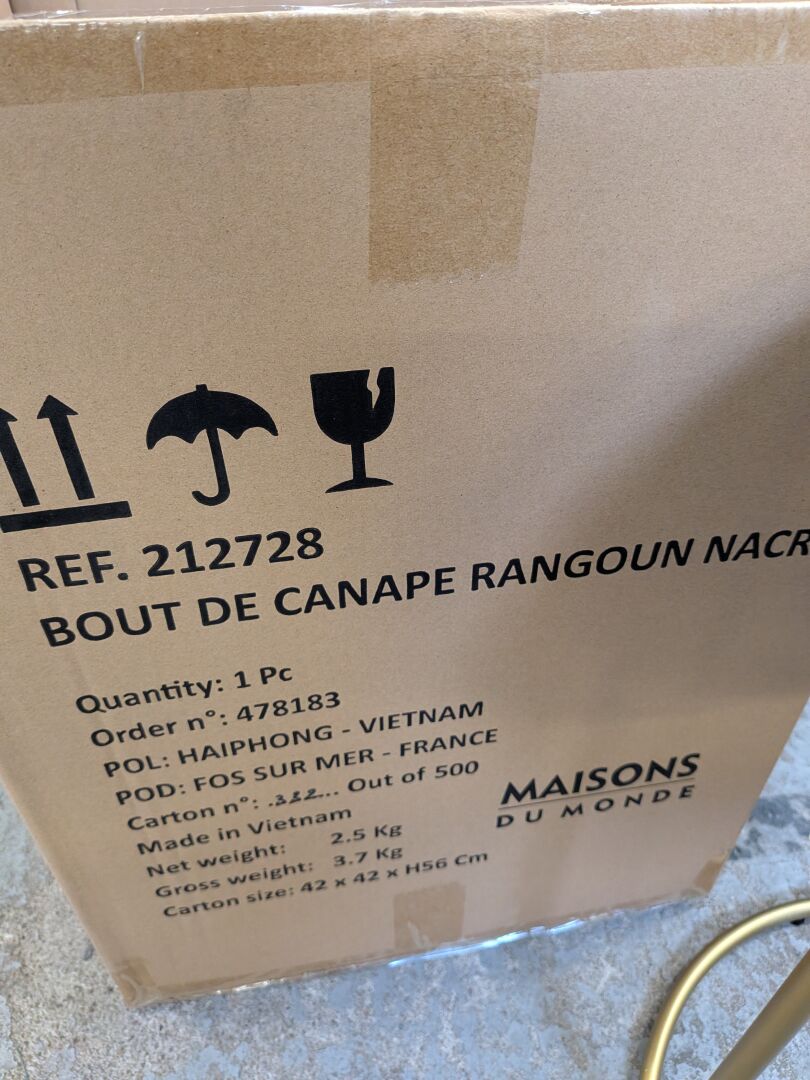 REF. 212728
BOUT DE CANAPE RANGOUN NACR
Quantity: 1 Pc
Order n°: 478183
POL: HAIPHONG - VIETNAM
POD: FOS SUR MER - FRANCE
Carton n°: .332... Out of 500
Made in Vietnam
Net weight: 2.5 Kg
Gross weight: 3.7 Kg
Carton size: 42 x 42 x H56 Cm
MAISONS
DU MONDE